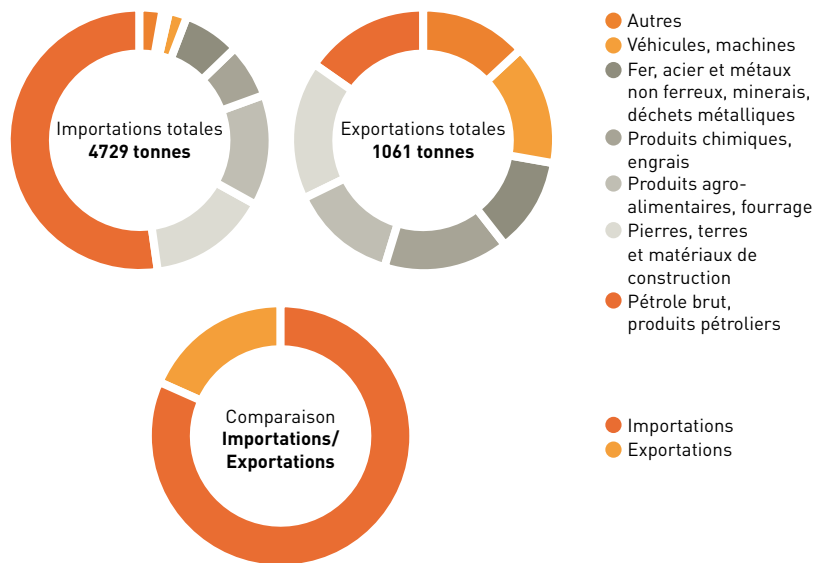 Importations totales
4729 tonnes
Exportations totales
1061 tonnes
Autres
Véhicules, machines
Fer, acier et métaux
non ferreux, minerais,
déchets métalliques
Produits chimiques,
engrais
Produits agro-
alimentaires, fourrage
Pierres, terres
et matériaux de
construction
Pétrole brut,
produits pétroliers
Comparaison
Importations/
Exportations
Importations
Exportations